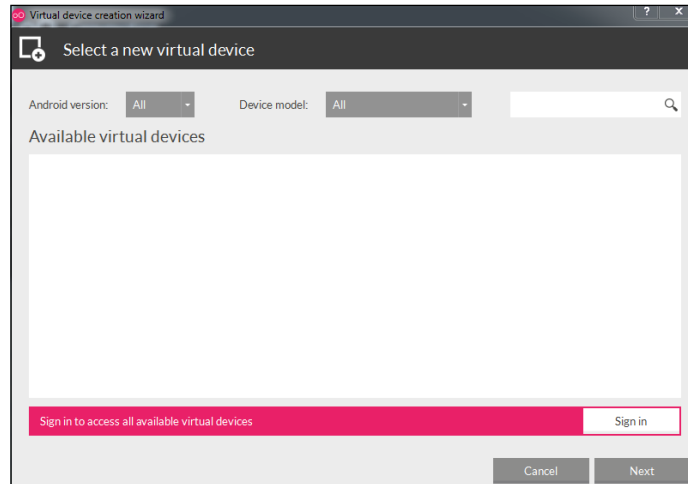 Virtual device creation wizard
? x
Select a new virtual device
Android version: All Device model: All
Available virtual devices
Sign in to access all available virtual devices Sign in
Cancel Next